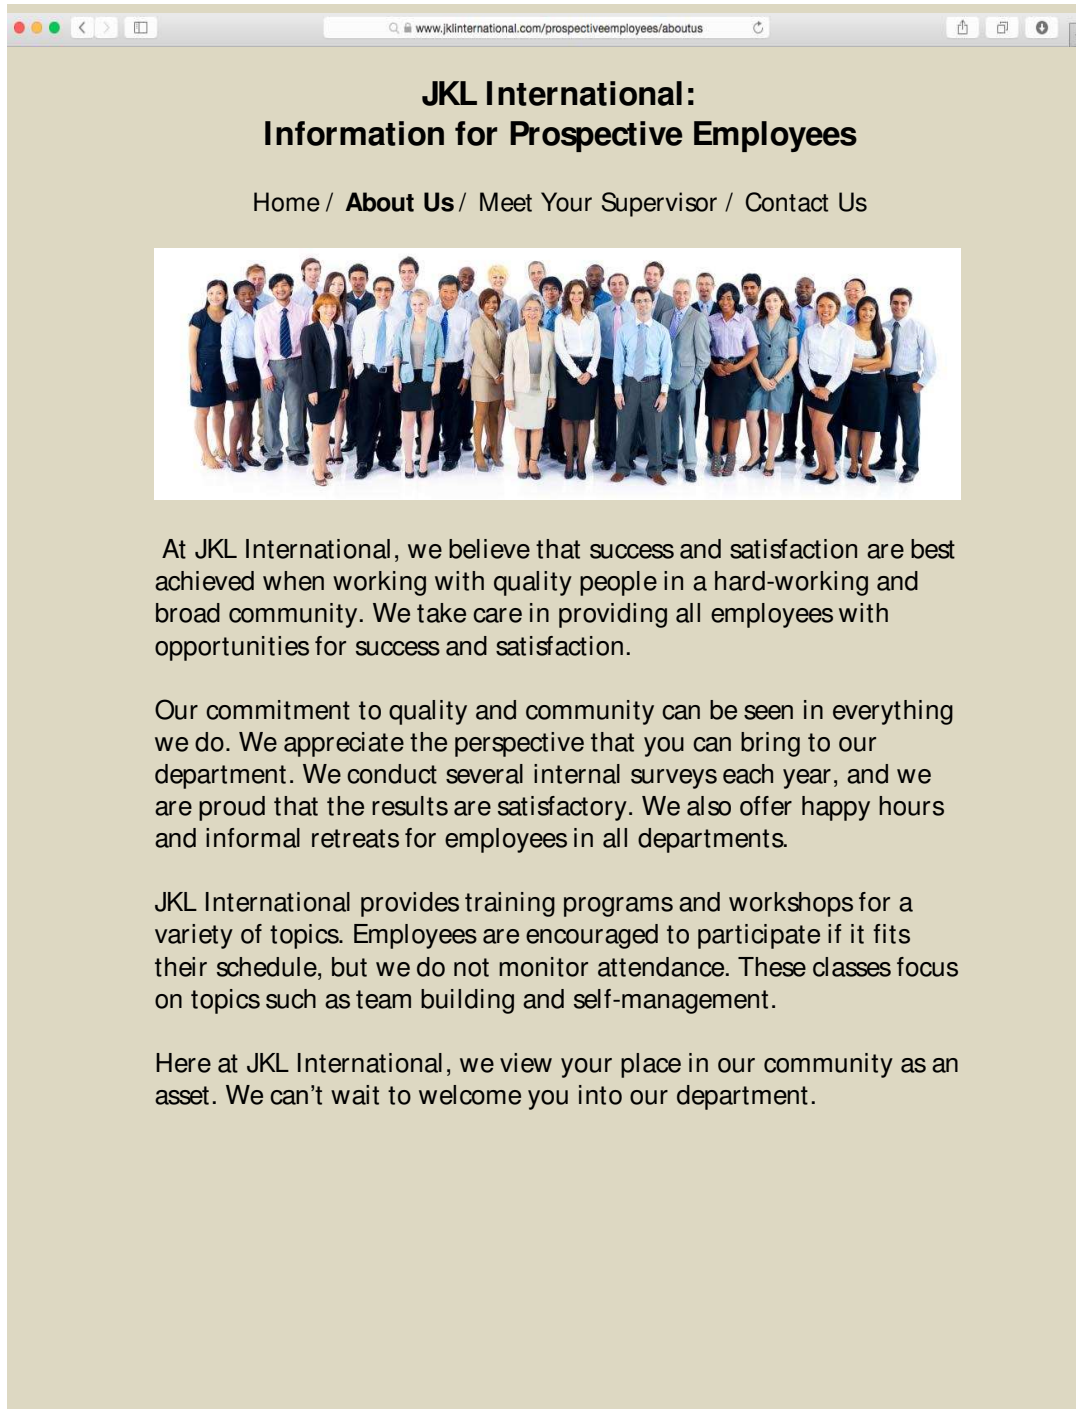 www.jklinternational.com/prospectiveemployees/aboutus
JKL International:
Information for Prospective Employees
Home / About Us / Meet Your Supervisor / Contact Us
At JKL International, we believe that success and satisfaction are best
achieved when working with quality people in a hard-working and
broad community. We take care in providing all employees with
opportunities for success and satisfaction.
Our commitment to quality and community can be seen in everything
we do. We appreciate the perspective that you can bring to our
department. We conduct several internal surveys each year, and we
are proud that the results are satisfactory. We also offer happy hours
and informal retreats for employees in all departments.
JKL International provides training programs and workshops for a
variety of topics. Employees are encouraged to participate if it fits
their schedule, but we do not monitor attendance. These classes focus
on topics such as team building and self-management.
Here at JKL International, we view your place in our community as an
asset. We can't wait to welcome you into our department.